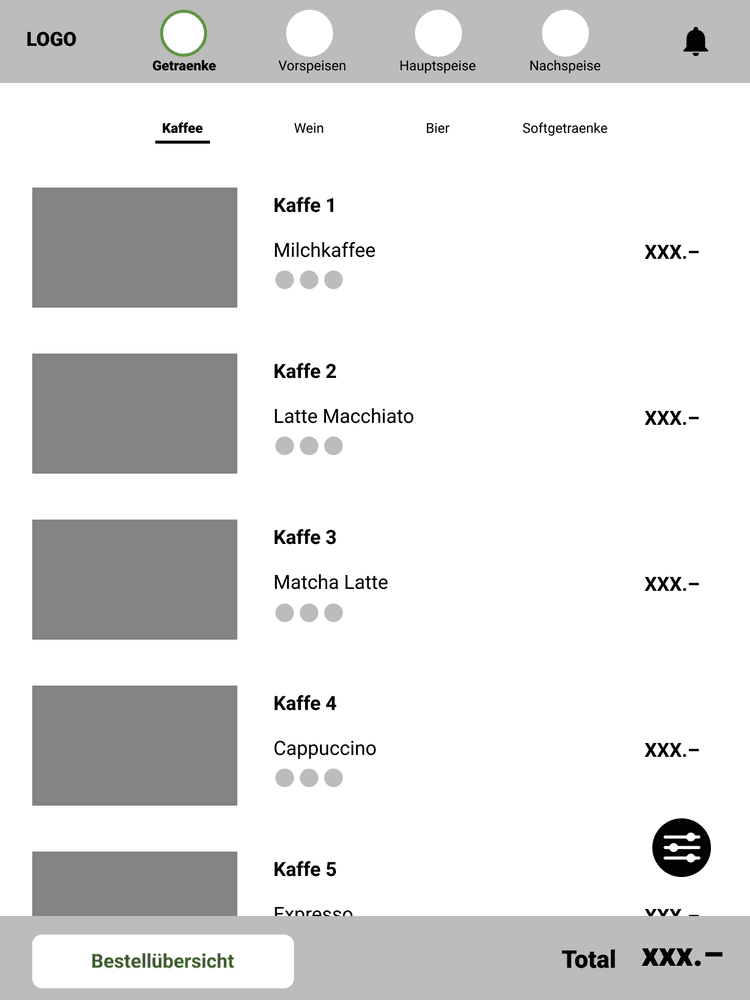 LOGO
Getraenke
Vorspeisen
Hauptspeise
Nachspeise
Kaffee
Wein
Bier
Softgetraenke
Kaffe 1
Milchkaffee
XXX.–
Kaffe 2
Latte Macchiato
XXX.–
Kaffe 3
Matcha Latte
XXX.–
Kaffe 4
Cappuccino
XXX.–
Kaffe 5
Expresso
XXX.–
Bestellübersicht
Total XXX.–